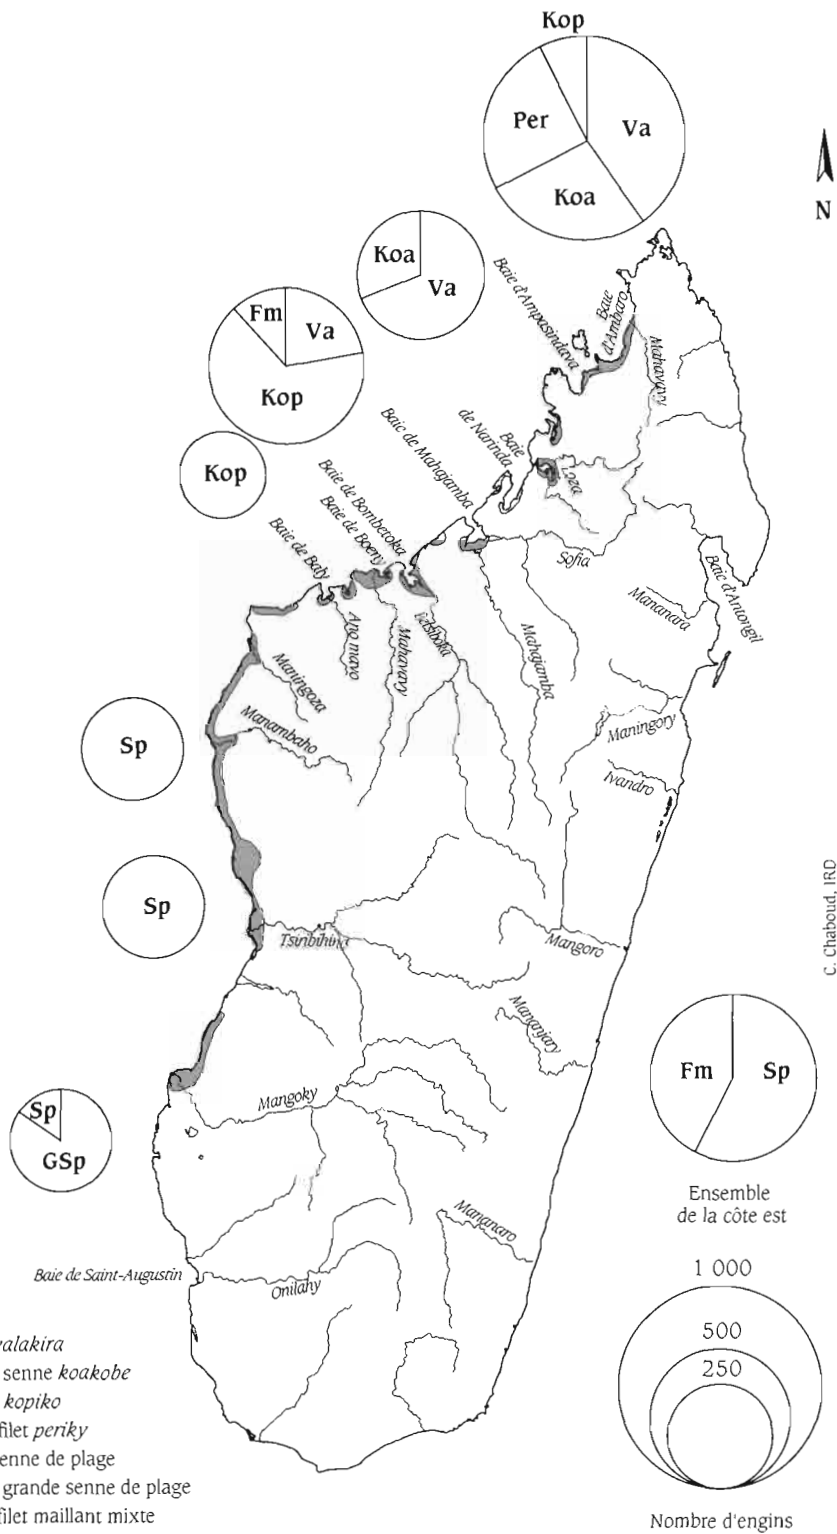 Kop
Per
Va
Koa
N
Koa
Va
Fm
Va
Kop
Kop
Baie d'Ampasindava
Baie
d'Ambaro
Mahavavy
Baie de Mahajamba
Baie
de Narinda
Loza
Baie de Bombetoka
Baie de Boeny
Baie de Baly
Sofia
Baie d'Antongil
Mananara
Mahavavy
Mahajamba
Maningoza
Manambaho
Maningory
Ivandro
Sp
Sp
Tsiribihina
Mangoro
Mananjary
C. Chaboud, IRD
Fm
Sp
Mangoky
Sp
GSp
Ensemble
de la côte est
Mananaro
Baie de Saint-Augustin
Onilahy
1 000
500
250
Nombre d'engins
valakira
senne koakobe
kopiko
filet periky
senne de plage
grande senne de plage
filet maillant mixte